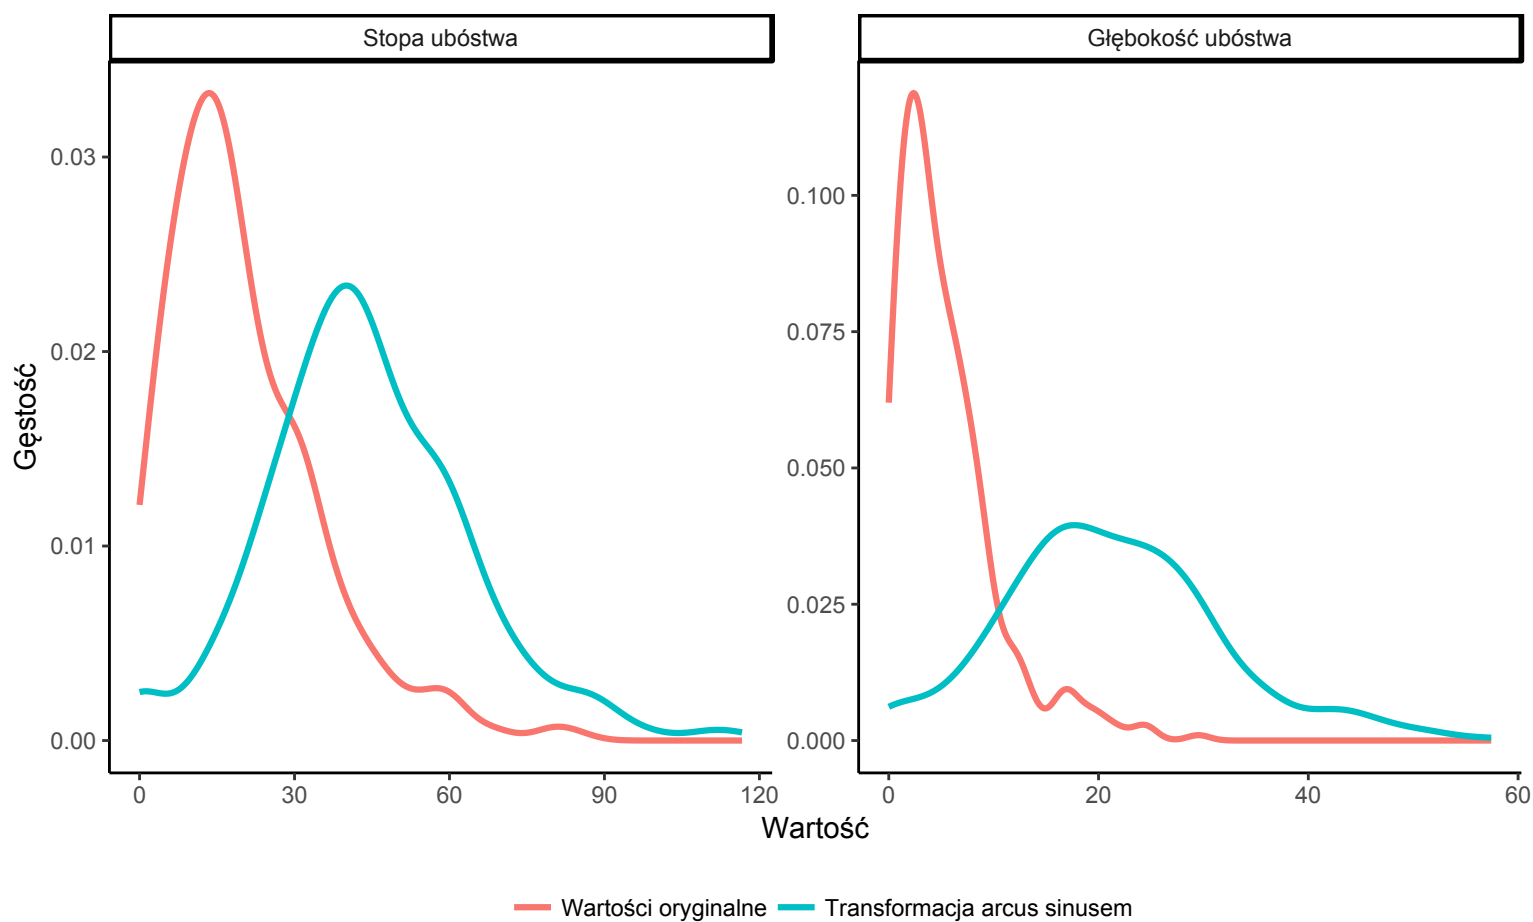 Stopa ubóstwa
Głębokość ubóstwa
Gęstość
0.03
0.02
0.01
0.00
0.100
0.075
0.050
0.025
0.000
0 30 60 90 120
0 20 40 60
Wartość
Wartości oryginalne Transformacja arcus sinusem